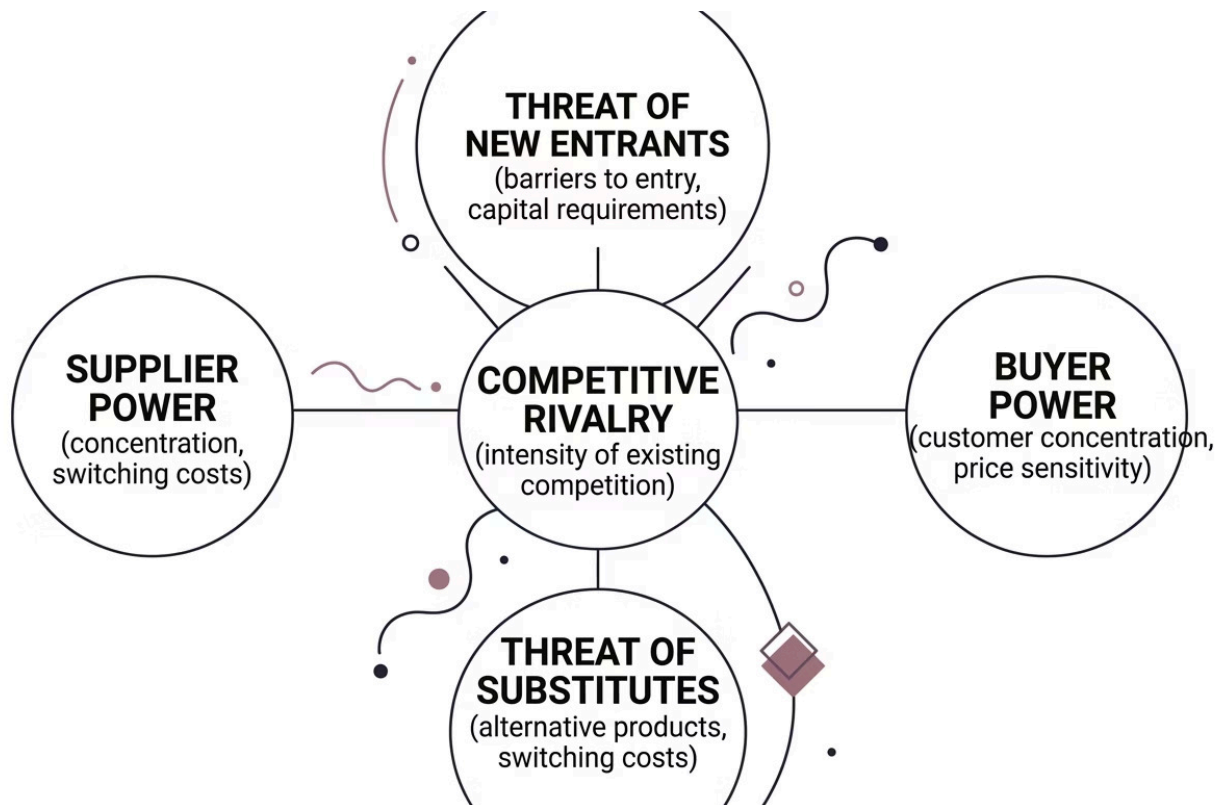 THREAT OF
NEW ENTRANTS
(barriers to entry,
capital requirements)
SUPPLIER
POWER
(concentration,
switching costs)
COMPETITIVE
RIVALRY
(intensity of existing
competition)
BUYER
POWER
(customer concentration,
price sensitivity)
THREAT OF
SUBSTITUTES
(alternative products,
switching costs)